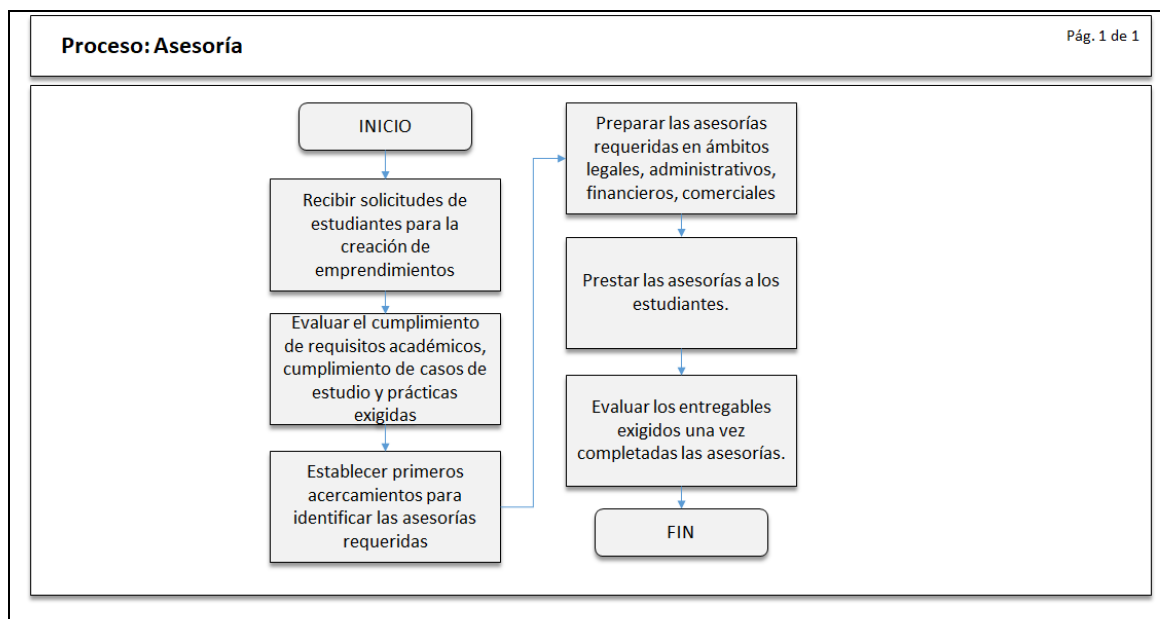 Proceso: Asesoría
Pág. 1 de 1
INICIO
Recibir solicitudes de
estudiantes para la
creación de
emprendimientos
Evaluar el cumplimiento
de requisitos académicos,
cumplimiento de casos de
estudio y prácticas
exigidas
Establecer primeros
acercamientos para
identificar las asesorías
requeridas
Preparar las asesorías
requeridas en ámbitos
legales, administrativos,
financieros, comerciales
Prestar las asesorías a los
estudiantes.
Evaluar los entregables
exigidos una vez
completadas las asesorías.
FIN